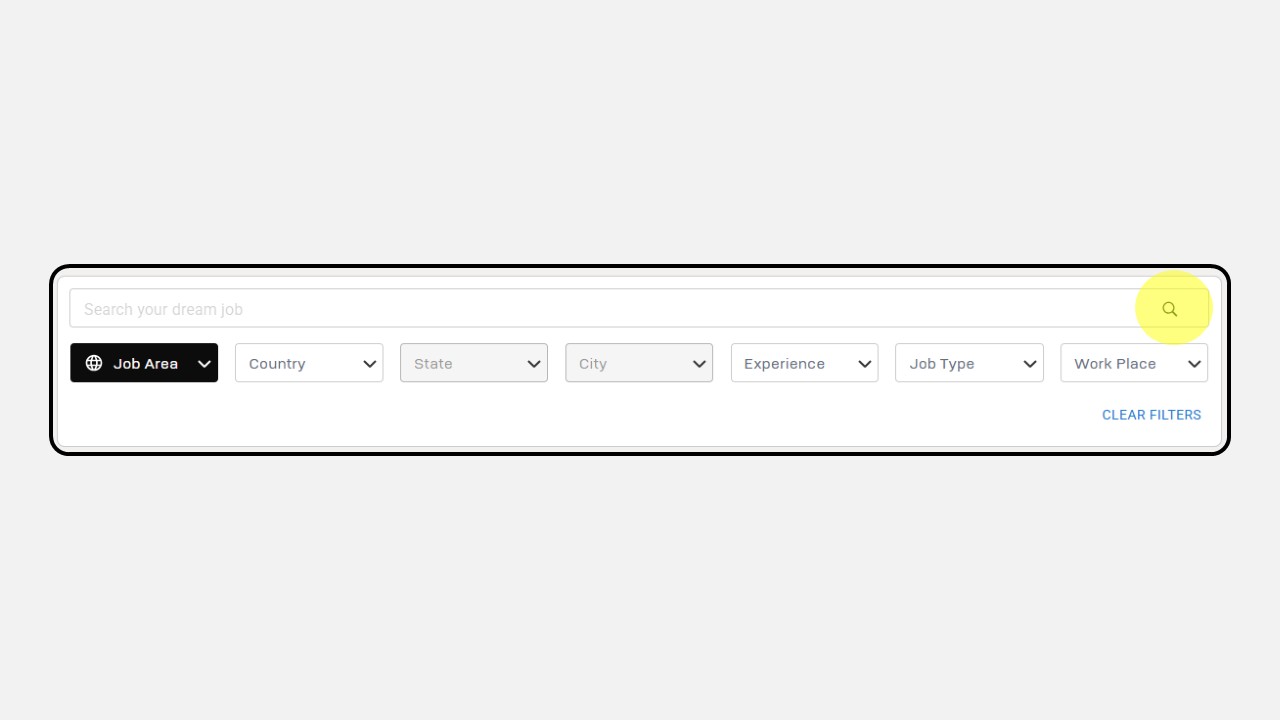 Search your dream job
Job Area Country State City Experience Job Type Work Place
CLEAR FILTERS